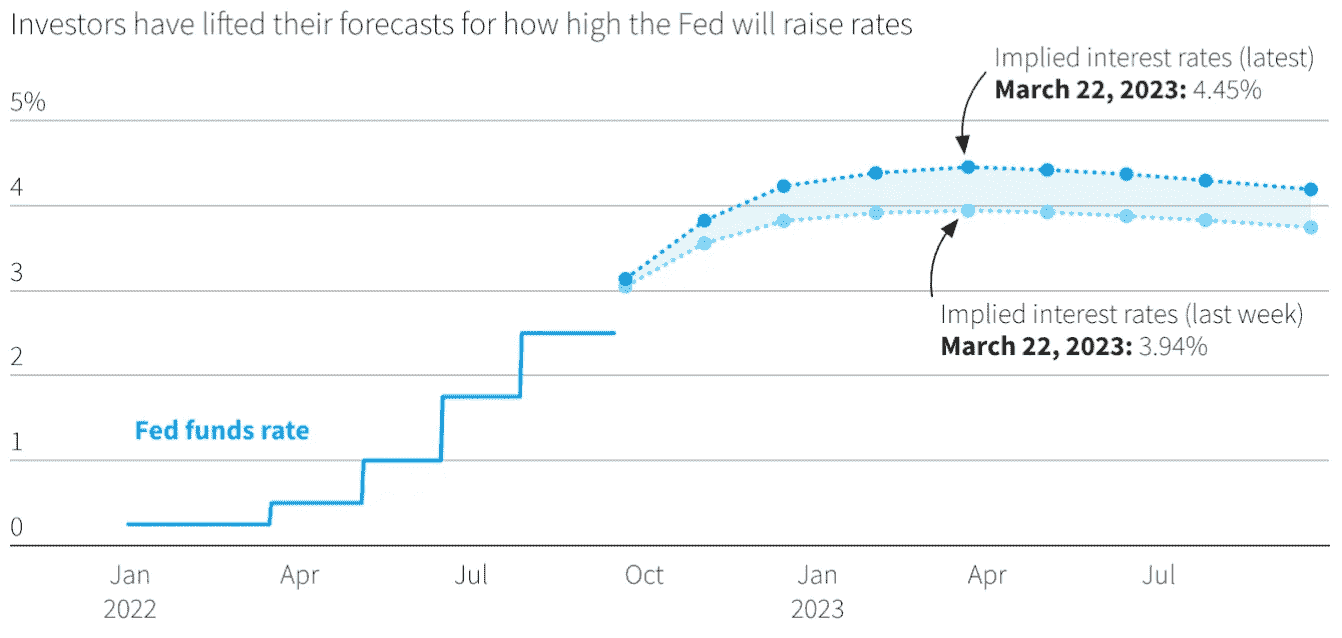 Investors have lifted their forecasts for how high the Fed will raise rates
Implied interest rates (latest)
March 22, 2023: 4.45%
5%
4
3
Implied interest rates (last week)
March 22, 2023: 3.94%
2
Fed funds rate
1
0
Jan Apr Jul Oct Jan Apr Jul
2022 2023